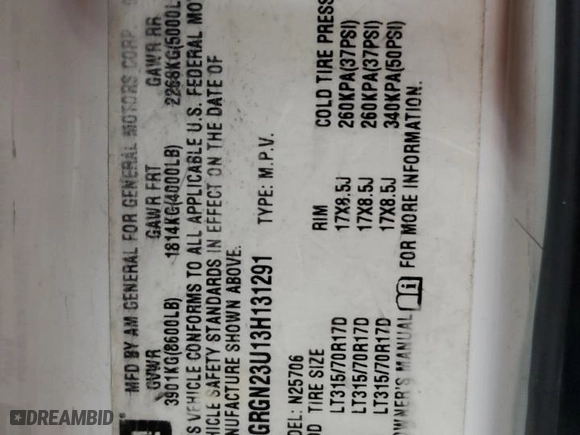 MFD BY AM GENERAL FOR GENERAL MOTORS CORP.
GVWR GAWR FRT GAWR RR
3901KG(8600LB) 1814KG(4000LB) 2268KG(5000L
S VEHICLE CONFORMS TO ALL APPLICABLE U.S. FEDERAL MOT
HICLE SAFETY STANDARDS IN EFFECT ON THE DATE OF
NUFACTURE SHOWN ABOVE.
GRGN23U13H131291 TYPE: M.P.V.
DEL: N25706
OD TIRE SIZE RIM COLD TIRE PRESS
LT315/70R17D 17X8.5J 260KPA(37PSI)
LT315/70R17D 17X8.5J 260KPA(37PSI)
LT315/70R17D 17X8.5J 340KPA(50PSI)
OWNER'S MANUAL FOR MORE INFORMATION.
DREAMBID